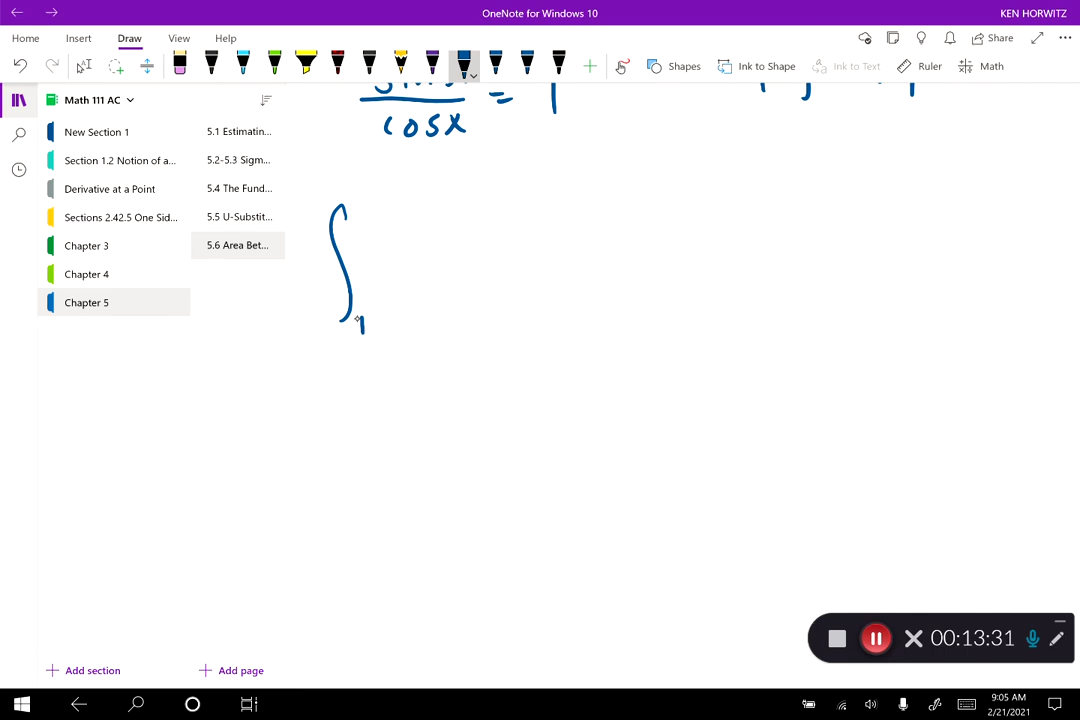 OneNote for Windows 10
KEN HORWITZ
Home Insert Draw View Help
Share
Shapes Ink to Shape Ink to Text Ruler Math
Math 111 AC
New Section 1
Section 1.2 Notion of a...
Derivative at a Point
Sections 2.42.5 One Sid...
Chapter 3
Chapter 4
Chapter 5
5.1 Estimatin...
5.2-5.3 Sigm...
5.4 The Fund...
5.5 U-Substit...
5.6 Area Bet...
=
cosx
∫
Add section
Add page
00:13:31
9:05 AM
2/21/2021